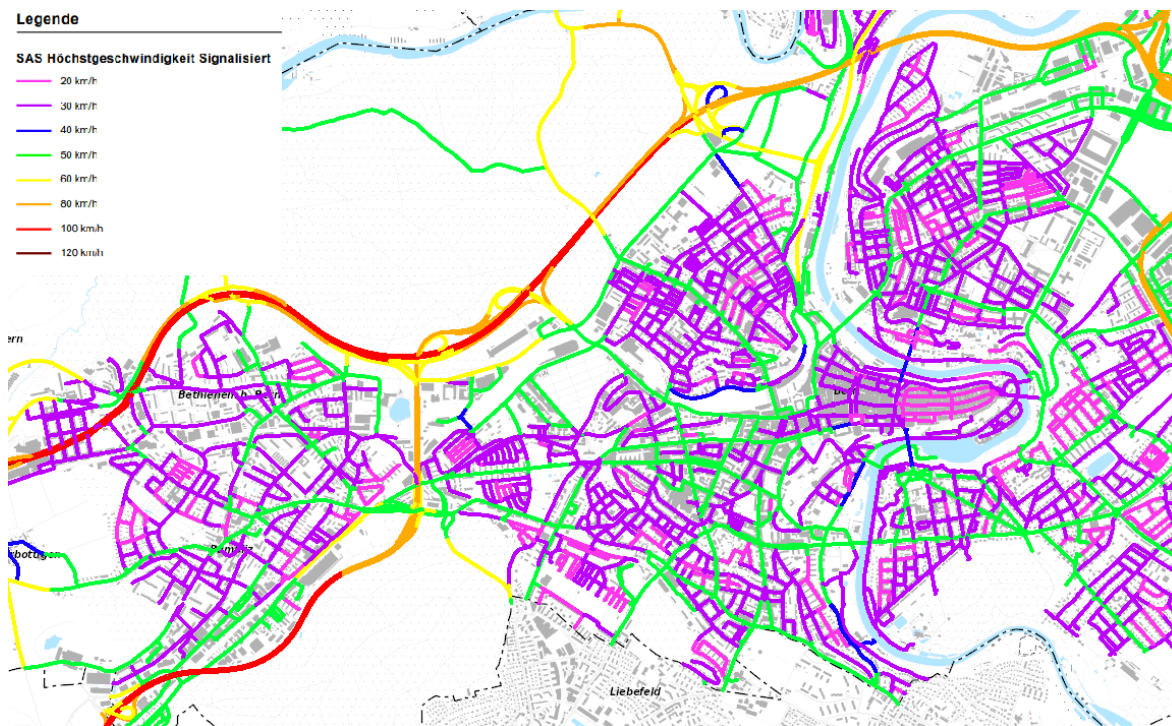 Legende
SAS Höchstgeschwindigkeit Signalisiert
20 km/h
30 km/h
40 km/h
50 km/h
60 km/h
80 km/h
100 km/h
120 km/h
ern
Liebefeld